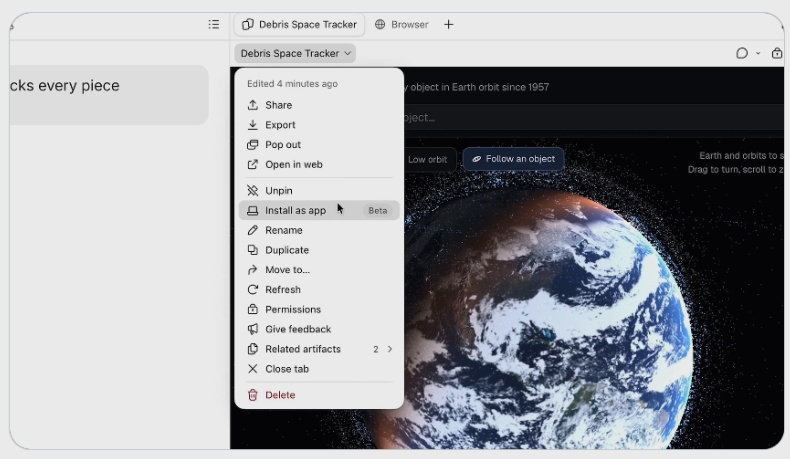 Debris Space Tracker
Browser
Debris Space Tracker
cks every piece
Edited 4 minutes ago
Share
Export
Pop out
Open in web
Unpin
Install as app Beta
Rename
Duplicate
Move to...
Refresh
Permissions
Give feedback
Related artifacts 2
Close tab
Delete
y object in Earth orbit since 1957
oject...
Low orbit
Follow an object
Earth and orbits to s
Drag to turn, scroll to z